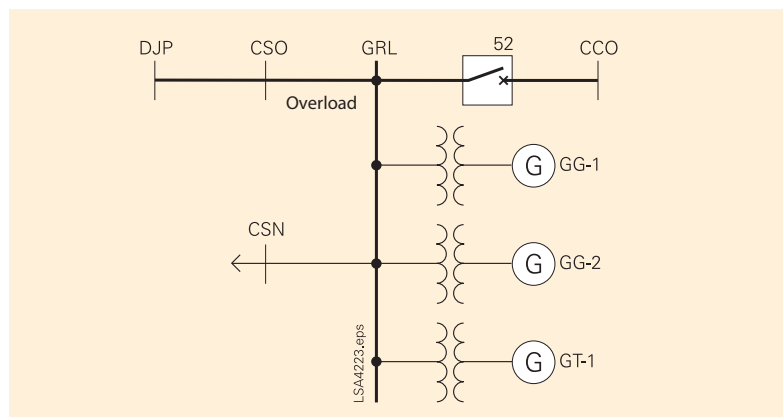 DJP CSO GRL 52 CCO
Overload
G GG-1
CSN
G GG-2
G GT-1
LSA4223.eps